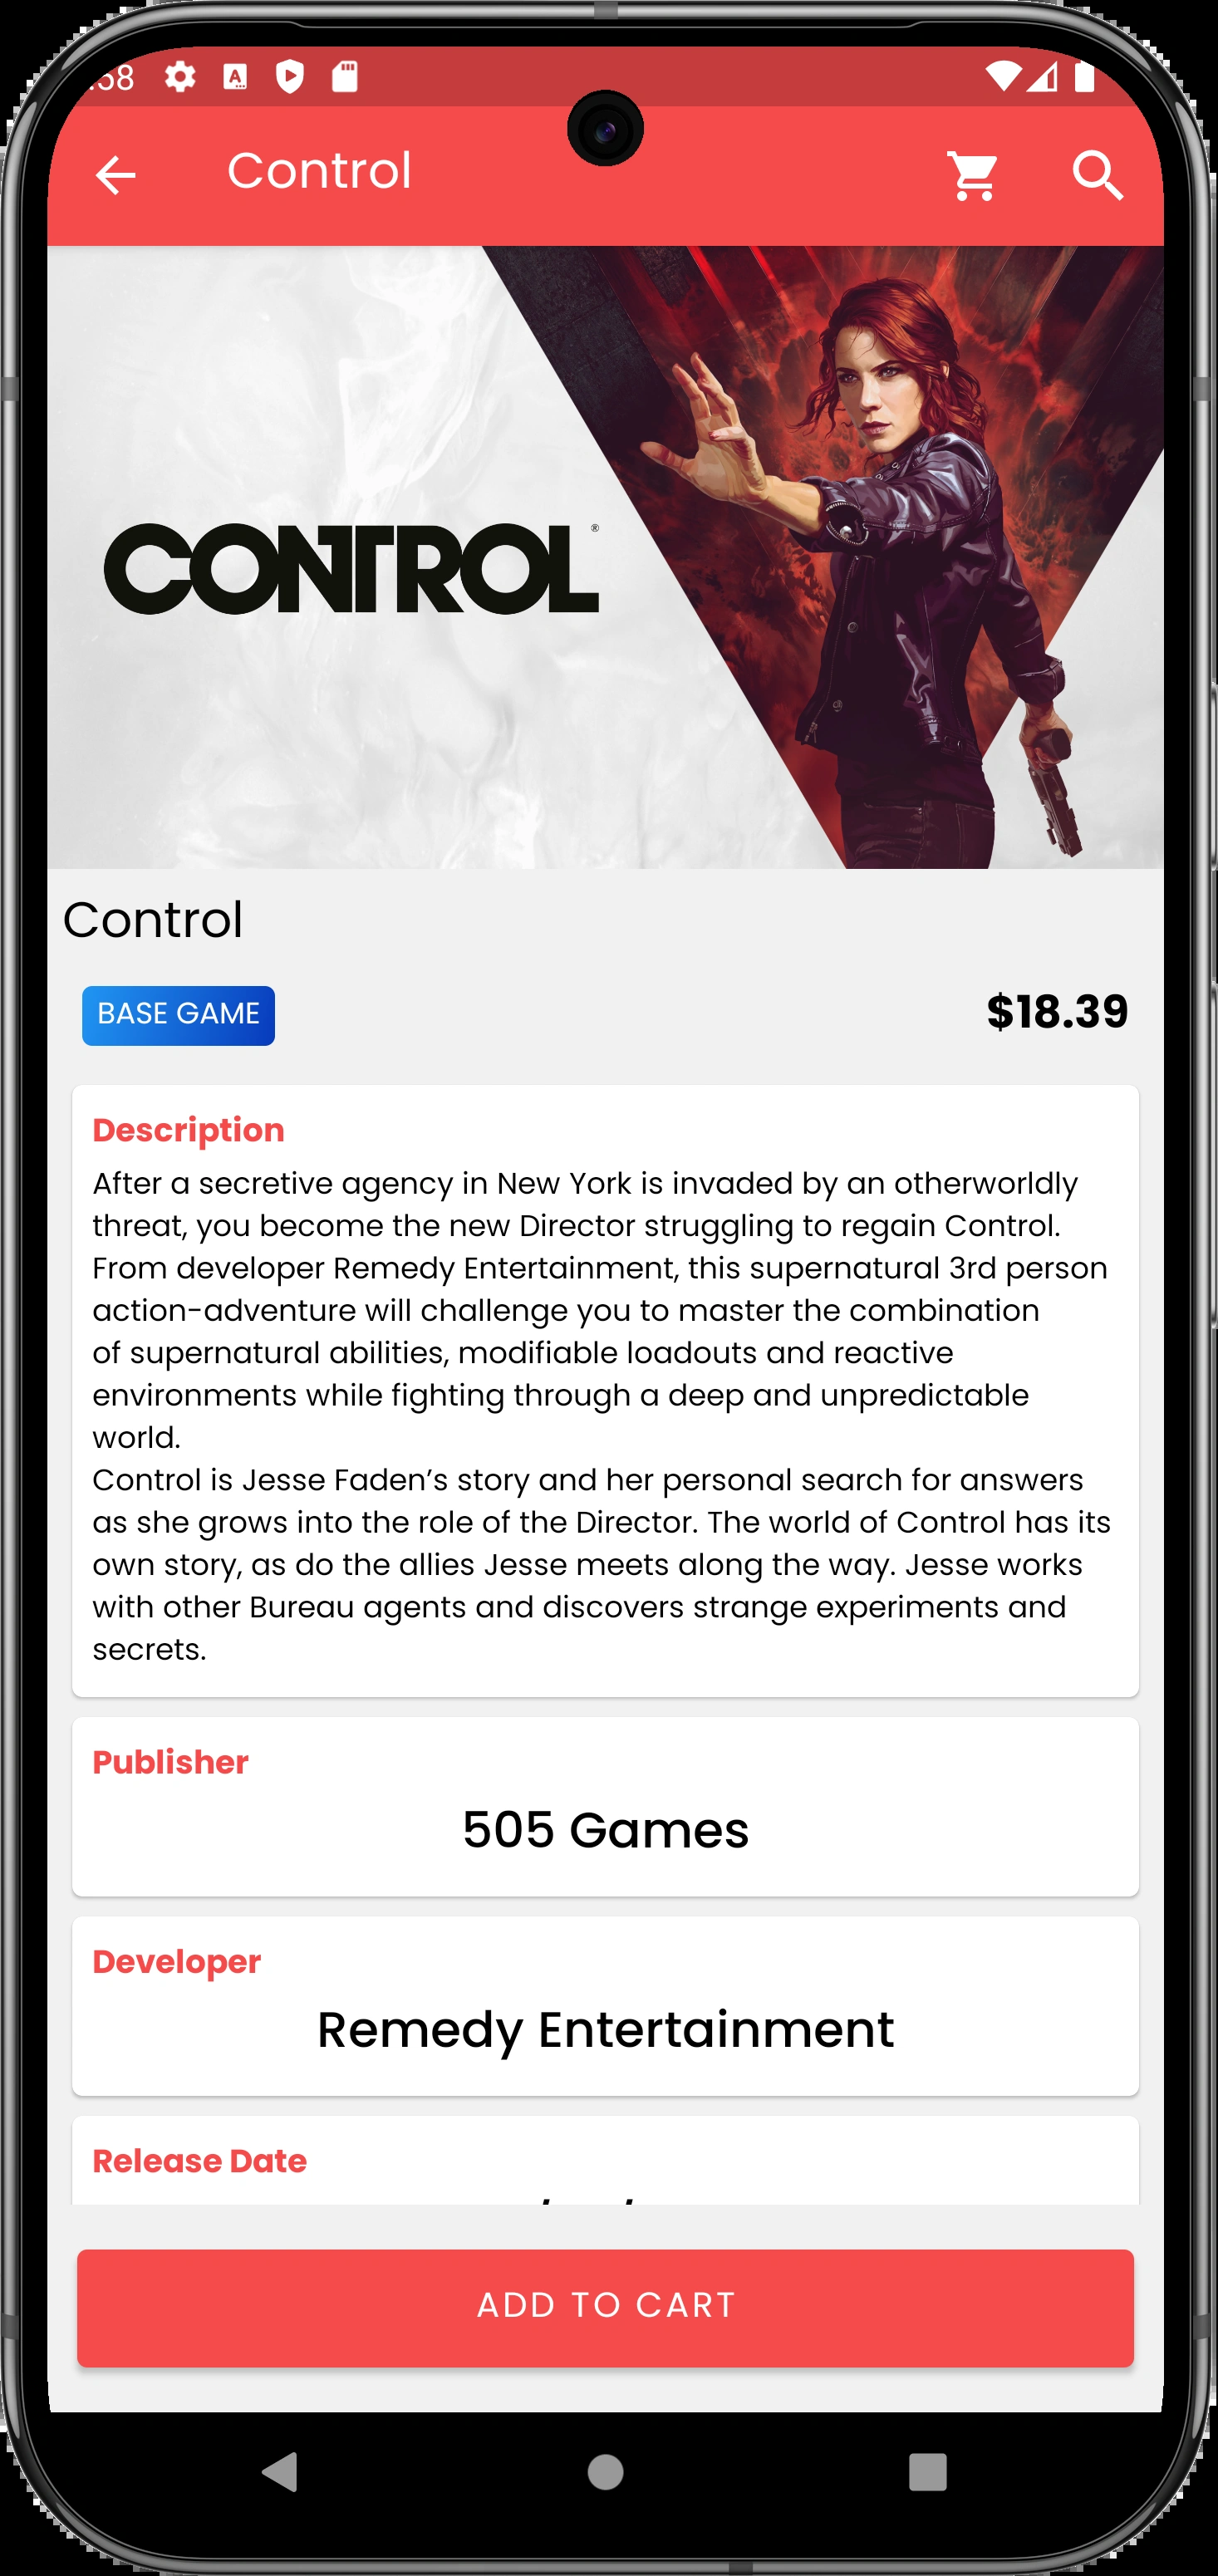 :58
Control
CONTROL®
Control
BASE GAME
$18.39
Description
After a secretive agency in New York is invaded by an otherworldly
threat, you become the new Director struggling to regain Control.
From developer Remedy Entertainment, this supernatural 3rd person
action-adventure will challenge you to master the combination
of supernatural abilities, modifiable loadouts and reactive
environments while fighting through a deep and unpredictable
world.
Control is Jesse Faden’s story and her personal search for answers
as she grows into the role of the Director. The world of Control has its
own story, as do the allies Jesse meets along the way. Jesse works
with other Bureau agents and discovers strange experiments and
secrets.
Publisher
505 Games
Developer
Remedy Entertainment
Release Date
ADD TO CART